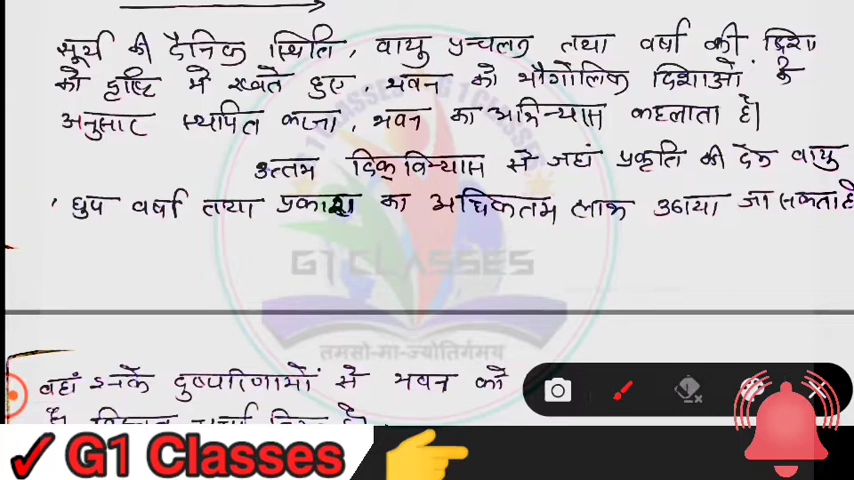 सूर्य की दैनिक स्थिति, वायु प्रचलन तथा वर्षा की दिशा
को दृष्टि में रखते हुए, भवन को भौगोलिक दिशाओं के
अनुसार स्थापित करना, भवन का अभिन्यास कहलाता है।
उत्तम दिक् विन्यास से जहां प्रकृति की देन वायु
धुप वर्षा तथा प्रकाश का अधिकतम लाभ उठाया जा सकता है
G1 CLASSES
तमसो-मा-ज्योतिर्गमय
वहां इनके दुष्परिणामों से भवन को
G1 Classes